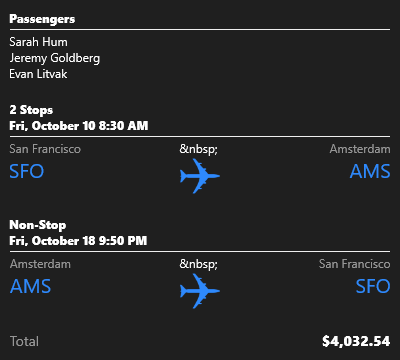 Passengers
Sarah Hum
Jeremy Goldberg
Evan Litvak
2 Stops
Fri, October 10 8:30 AM
San Francisco &nbsp; Amsterdam
SFO AMS
Non-Stop
Fri, October 18 9:50 PM
Amsterdam &nbsp; San Francisco
AMS SFO
Total $4,032.54